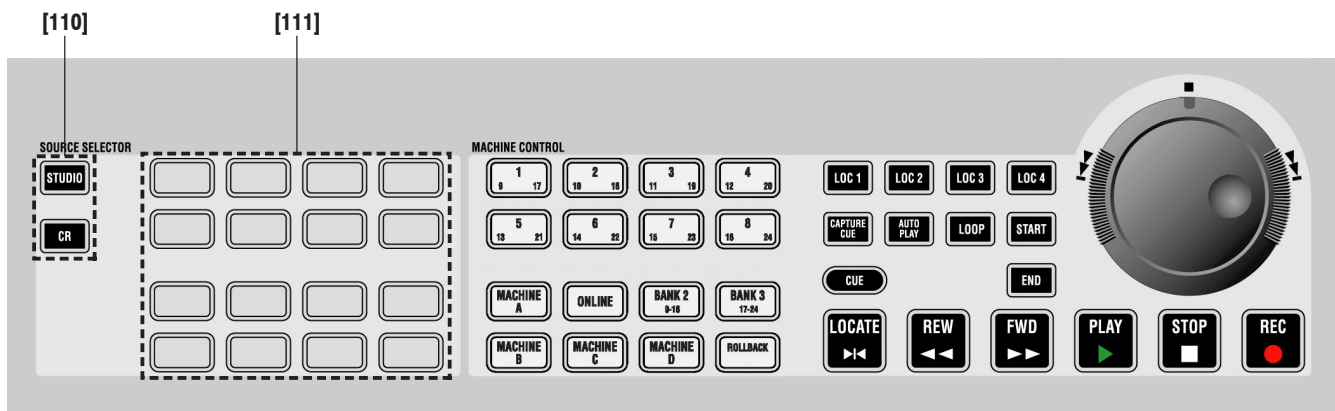 [110] [111]
SOURCE SELECTOR
STUDIO
CR
MACHINE CONTROL
1 2 3 4
9 17 10 18 11 19 12 20
5 6 7 8
13 21 14 22 15 23 16 24
MACHINE A ONLINE BANK 2 9-16 BANK 3 17-24
MACHINE B MACHINE C MACHINE D ROLLBACK
LOC 1 LOC 2 LOC 3 LOC 4
CAPTURE CUE AUTO PLAY LOOP START
CUE END
LOCATE REW FWD PLAY STOP REC